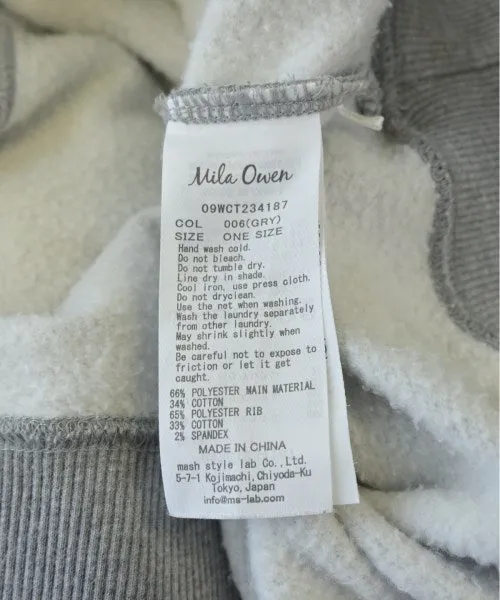 Mila Owen
09WCT234187
COL 006(GRY)
SIZE ONE SIZE
Hand wash cold.
Do not bleach.
Do not tumble dry.
Line dry in shade.
Cool iron, use press cloth.
Do not dryclean.
Use the net when washing.
Wash the laundry separately
from other laundry.
May shrink slightly when
washed.
Be careful not to expose to
friction or let it get
caught.
66% POLYESTER MAIN MATERIAL
34% COTTON
65% POLYESTER RIB
33% COTTON
2% SPANDEX
MADE IN CHINA
mash style lab Co., Ltd.
5-7-1 Kojimachi, Chiyoda-Ku
Tokyo, Japan
info@ms-lab.com